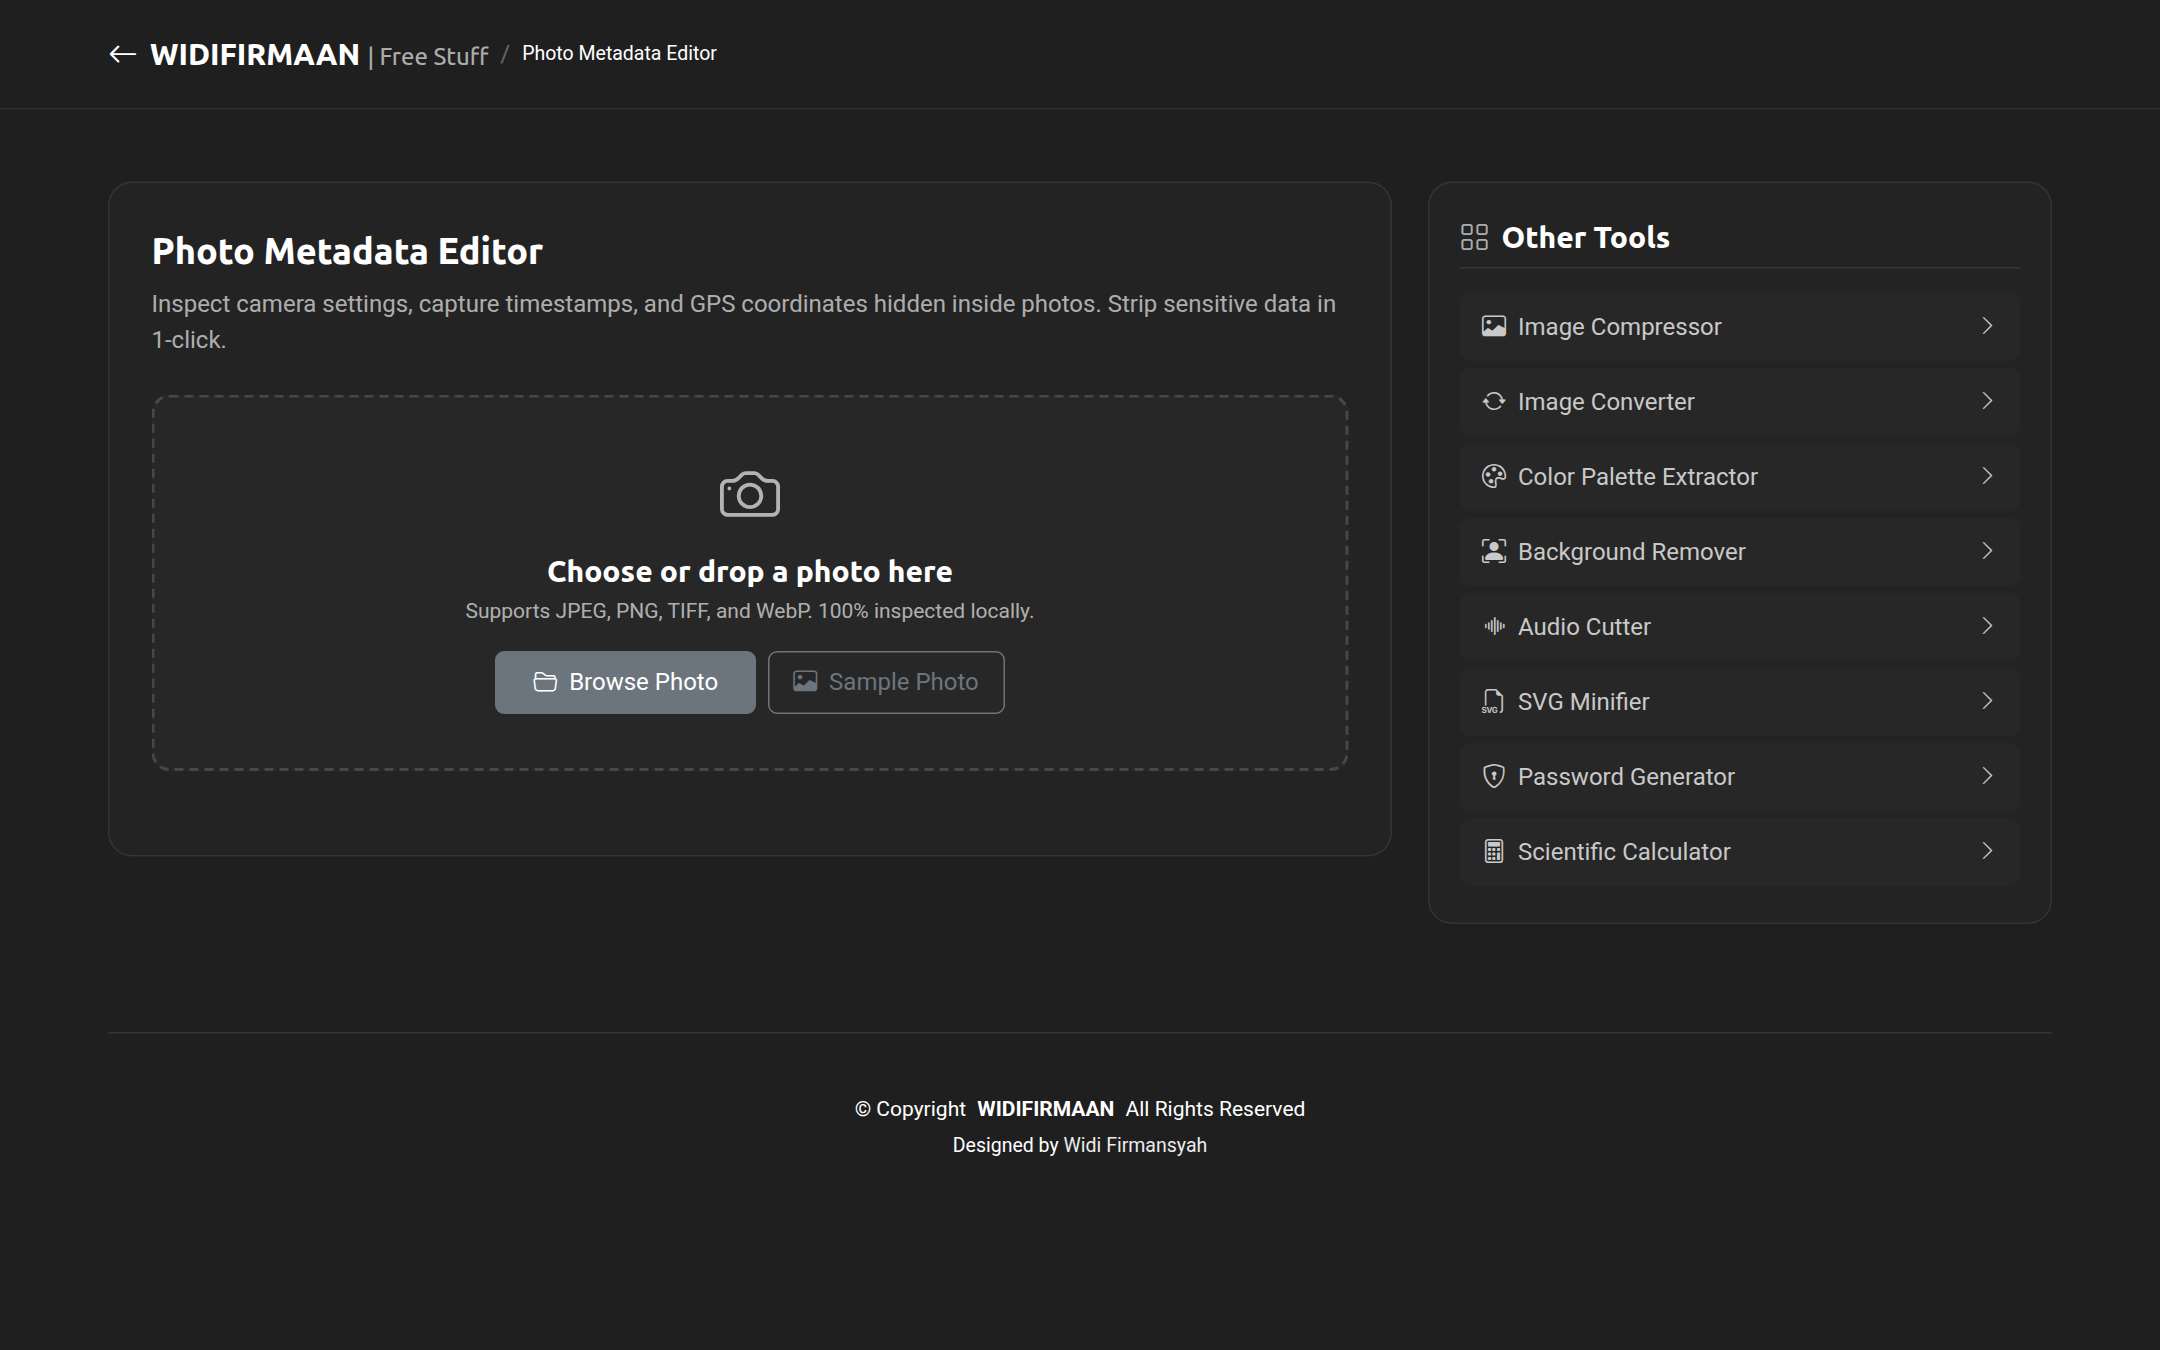 WIDIFIRMAAN | Free Stuff / Photo Metadata Editor
Photo Metadata Editor
Inspect camera settings, capture timestamps, and GPS coordinates hidden inside photos. Strip sensitive data in
1-click.
Choose or drop a photo here
Supports JPEG, PNG, TIFF, and WebP. 100% inspected locally.
Browse Photo
Sample Photo
Other Tools
Image Compressor
Image Converter
Color Palette Extractor
Background Remover
Audio Cutter
SVG Minifier
Password Generator
Scientific Calculator
© Copyright WIDIFIRMAAN All Rights Reserved
Designed by Widi Firmansyah